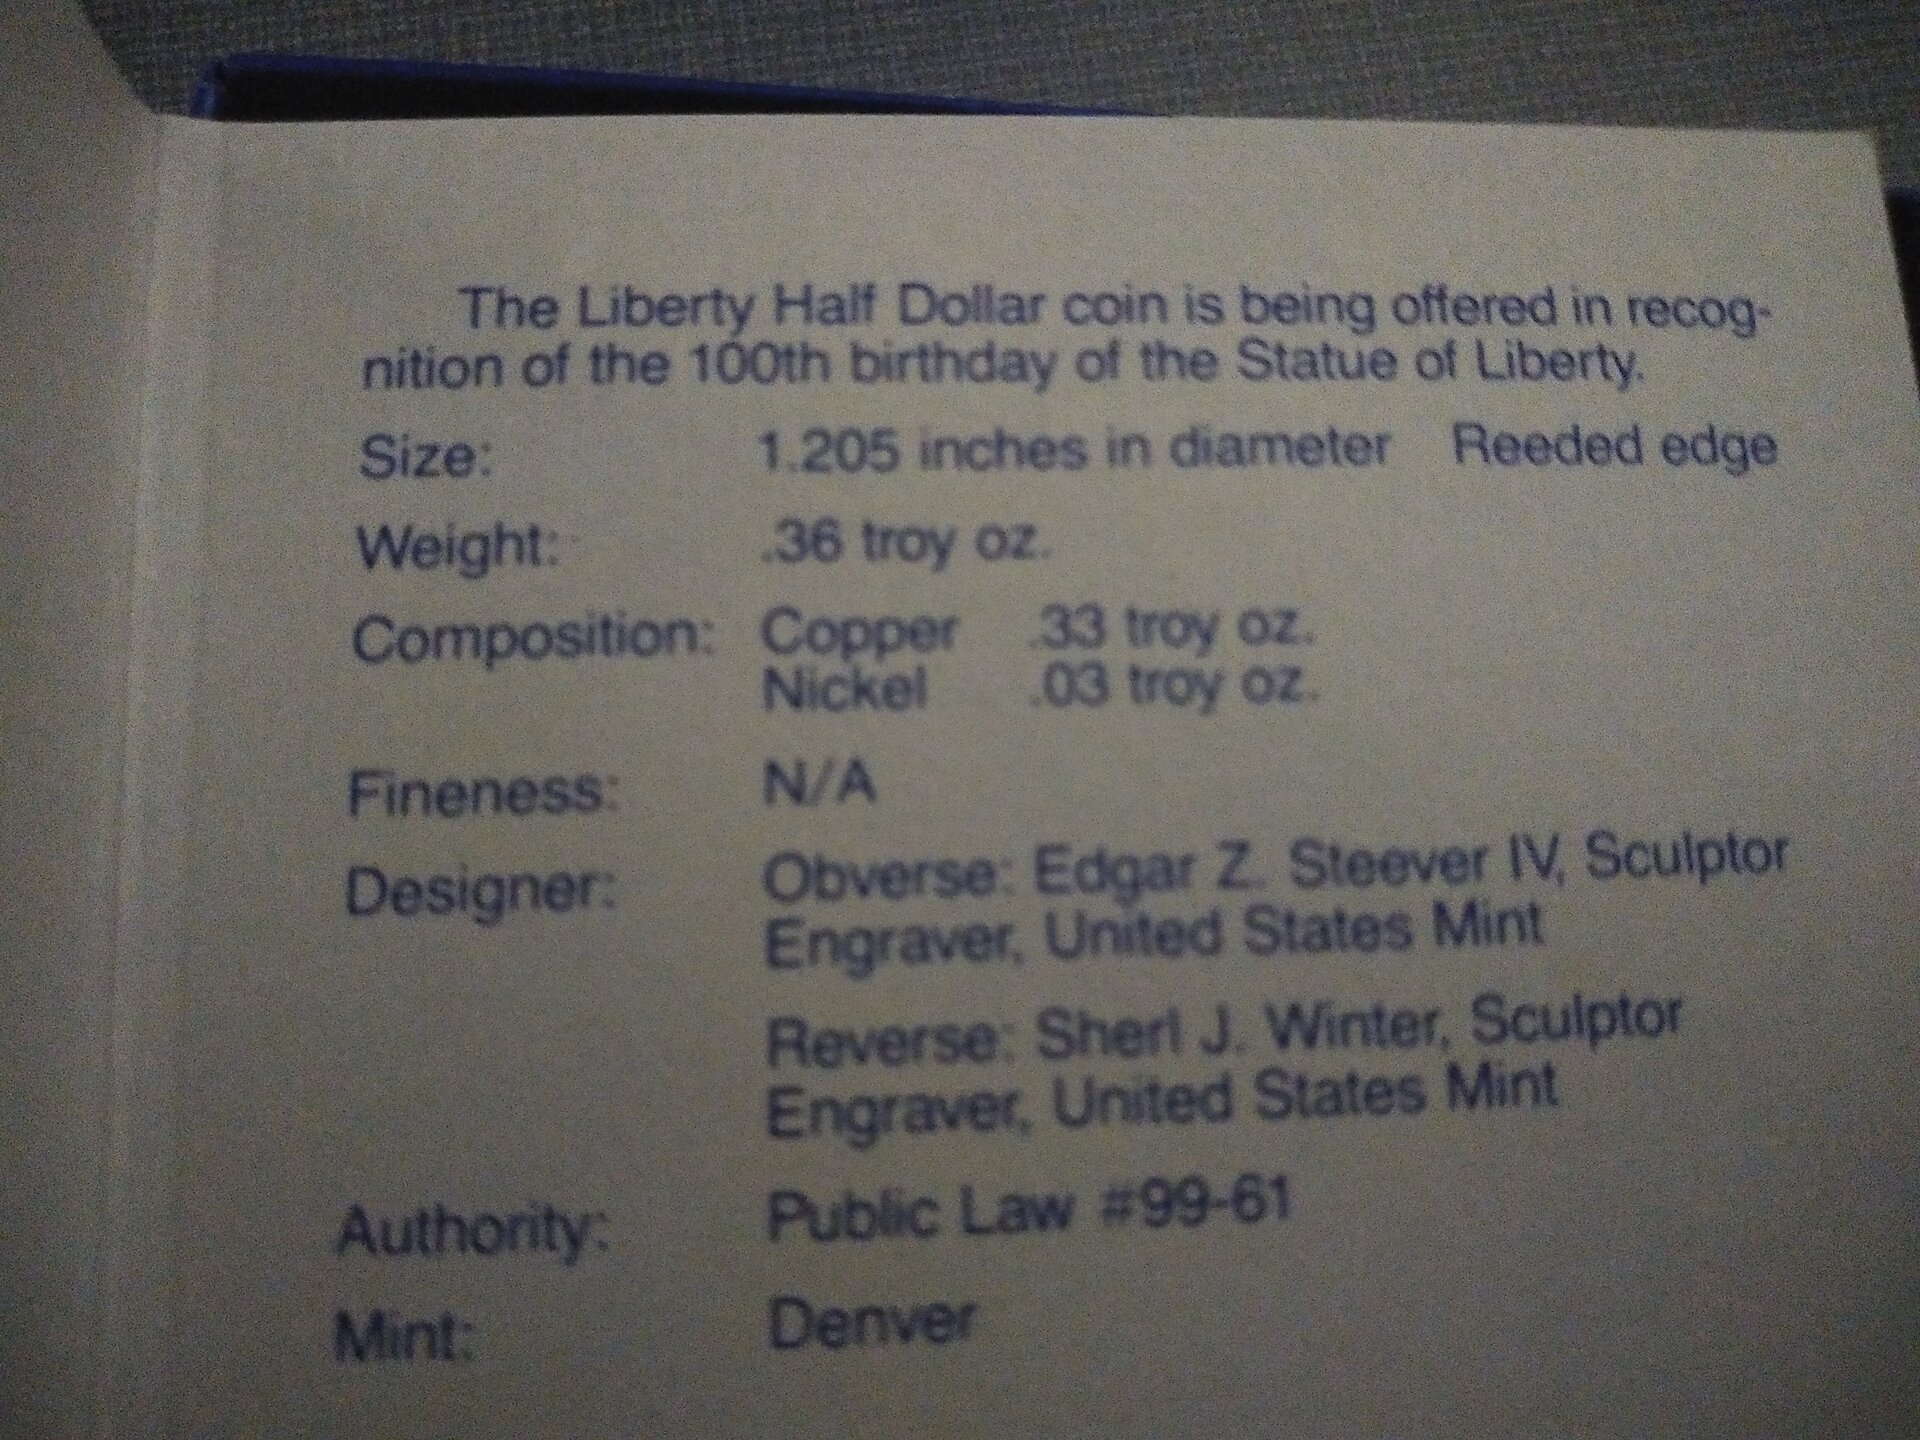 The Liberty Half Dollar coin is being offered in recog-
nition of the 100th birthday of the Statue of Liberty.
Size: 1.205 inches in diameter Reeded edge
Weight: .36 troy oz.
Composition: Copper .33 troy oz.
Nickel .03 troy oz.
Fineness: N/A
Designer: Obverse: Edgar Z. Steever IV, Sculptor
Engraver, United States Mint
Reverse: Sherl J. Winter, Sculptor
Engraver, United States Mint
Authority: Public Law #99-61
Mint: Denver